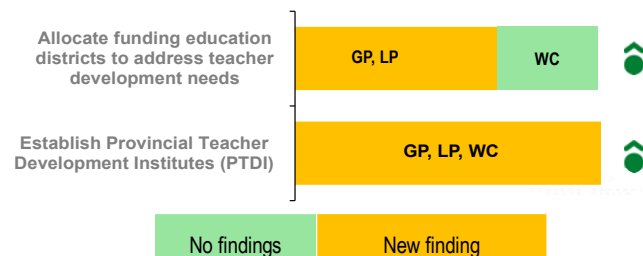 Allocate funding education
districts to address teacher
development needs
GP, LP
WC
Establish Provincial Teacher
Development Institutes (PTDI)
GP, LP, WC
No findings
New finding